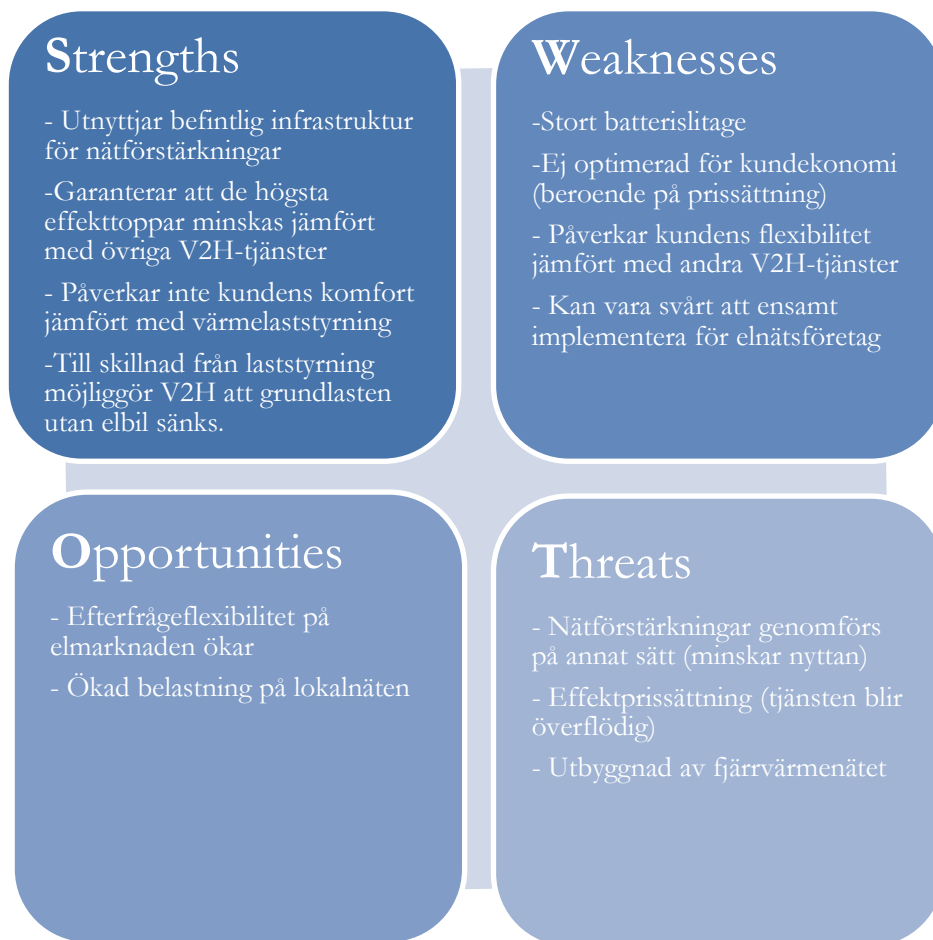 Strengths
- Utnyttjar befintlig infrastruktur
för nätförstärkningar
-Garanterar att de högsta
effekttoppar minskas jämfört
med övriga V2H-tjänster
- Påverkar inte kundens komfort
jämfört med värmelaststyrning
-Till skillnad från laststyrning
möjliggör V2H att grundlasten
utan elbil sänks.
Weaknesses
-Stort batterislitage
-Ej optimerad för kundekonomi
(beroende på prissättning)
- Påverkar kundens flexibilitet
jämfört med andra V2H-tjänster
- Kan vara svårt att ensamt
implementera för elnätsföretag
Opportunities
- Efterfrågeflexibilitet på
elmarknaden ökar
- Ökad belastning på lokalnäten
Threats
- Nätförstärkningar genomförs
på annat sätt (minskar nyttan)
- Effektprissättning (tjänsten blir
överflödig)
- Utbyggnad av fjärrvärmenätet